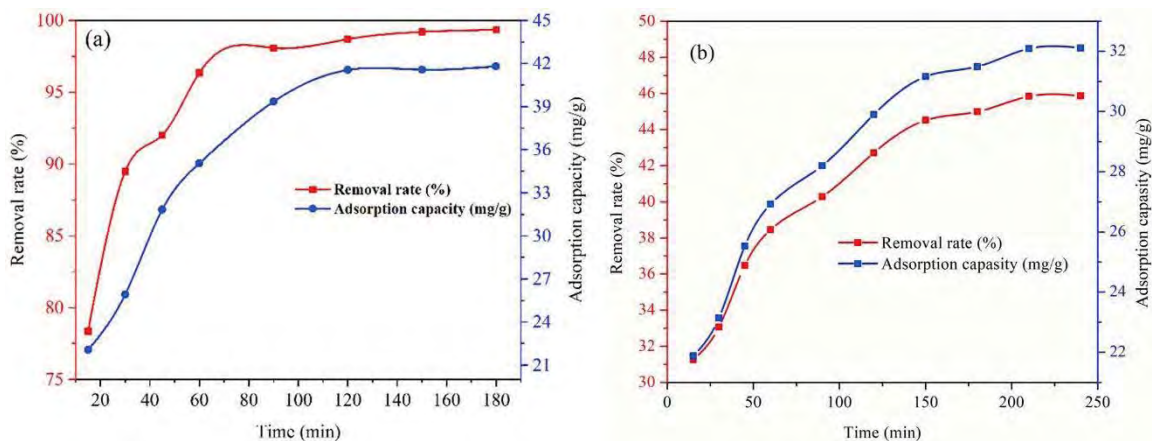 (a)
Removal rate (%)
100
95
90
85
80
75
20 40 60 80 100 120 140 160 180
Time (min)
45
42
39
36
33
30
27
24
21
Adsorption capacity (mg/g)
Removal rate (%)
Adsorption capacity (mg/g)
(b)
Removal rate (%)
50
48
46
44
42
40
38
36
34
32
30
0 50 100 150 200 250
Time (min)
32
30
28
26
24
22
Adsorption capasity (mg/g)
Removal rate (%)
Adsorption capasity (mg/g)